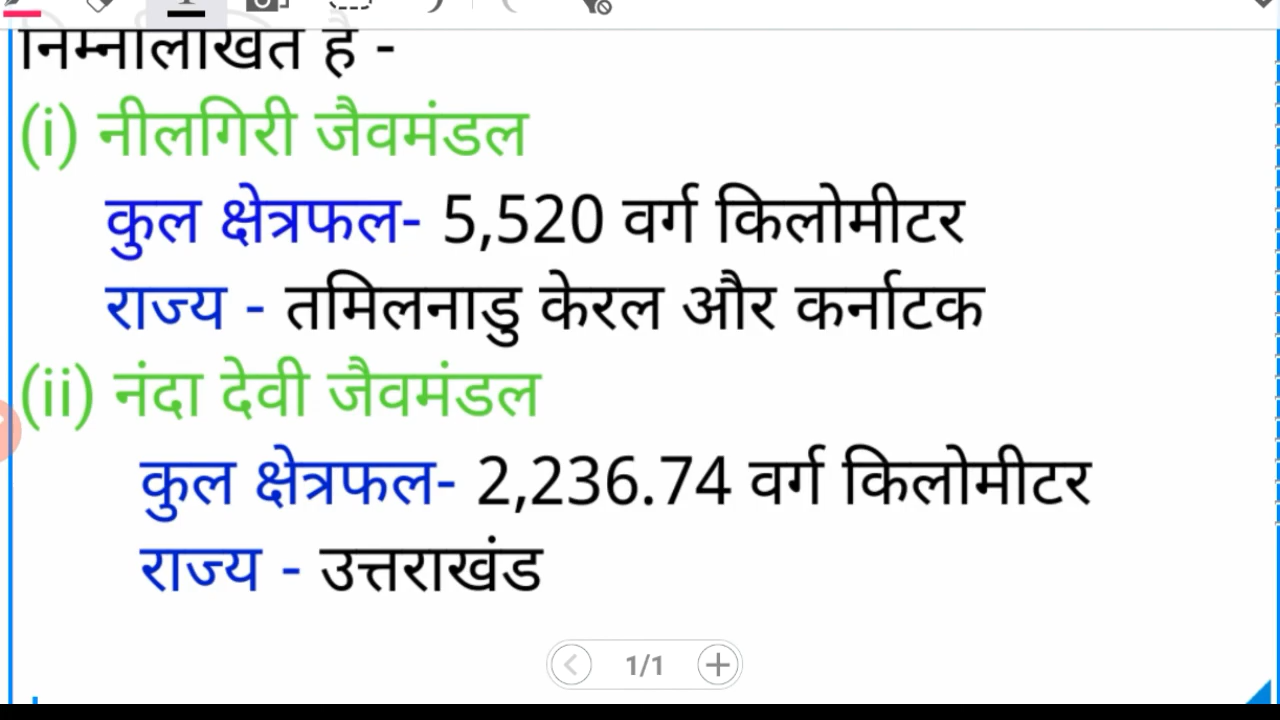 निम्नलिखित है -
(i) नीलगिरी जैवमंडल
कुल क्षेत्रफल- 5,520 वर्ग किलोमीटर
राज्य - तमिलनाडु केरल और कर्नाटक
(ii) नंदा देवी जैवमंडल
कुल क्षेत्रफल- 2,236.74 वर्ग किलोमीटर
राज्य - उत्तराखंड
1/1